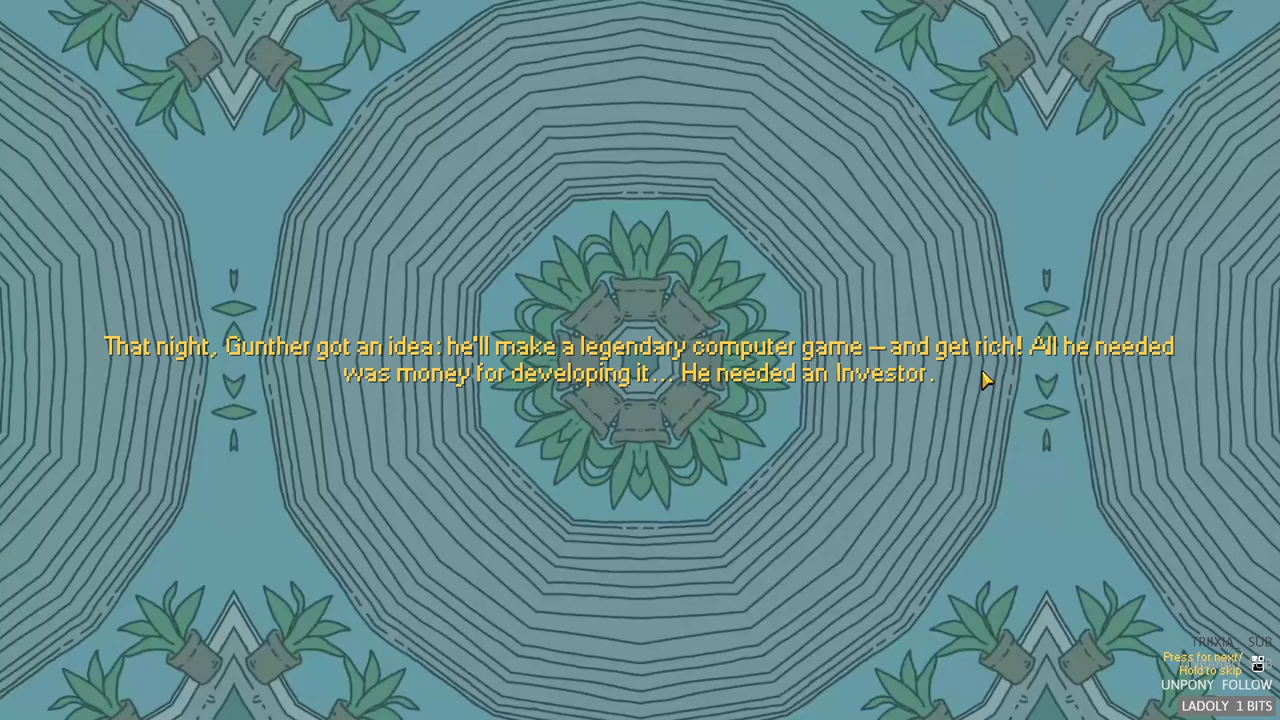 That night, Gunther got an idea: he'll make a legendary computer game – and get rich! All he needed
was money for developing it... He needed an Investor.
TRIIXIA SUB
Press for next/
Hold to skip
UNPONY FOLLOW
LADOLY 1 BITS